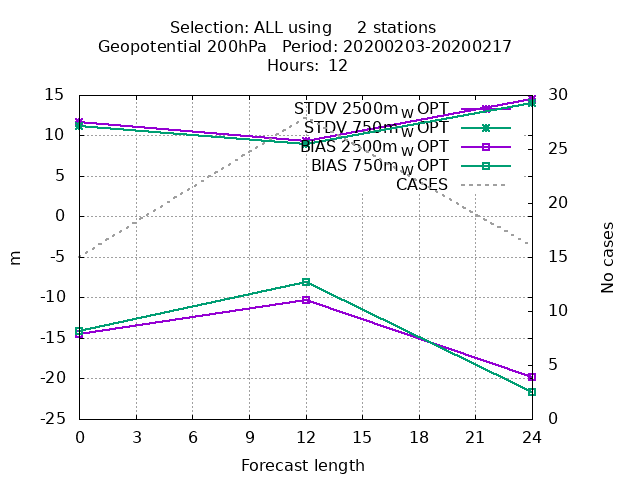 Selection: ALL using     2 stations
Geopotential 200hPa   Period: 20200203-20200217
Hours:  12
STDV 2500m_W OPT
STDV 750m_W OPT
BIAS 2500m_W OPT
BIAS 750m_W OPT
CASES
15
10
5
0
-5
-10
-15
-20
-25
m
30
25
20
15
10
5
0
No cases
0 3 6 9 12 15 18 21 24
Forecast length